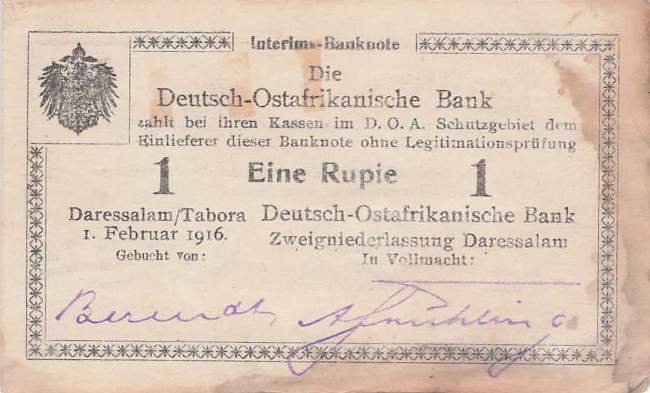 Interims-Banknote
Die
Deutsch-Ostafrikanische Bank
zahlt bei ihren Kassen im D. O. A. Schutzgebiet dem
Einlieferer dieser Banknote ohne Legitimationsprüfung
1 Eine Rupie 1
Daressalam/Tabora
1. Februar 1916.
Gebucht von:
Deutsch-Ostafrikanische Bank
Zweigniederlassung Daressalam
In Vollmacht:
Berendt